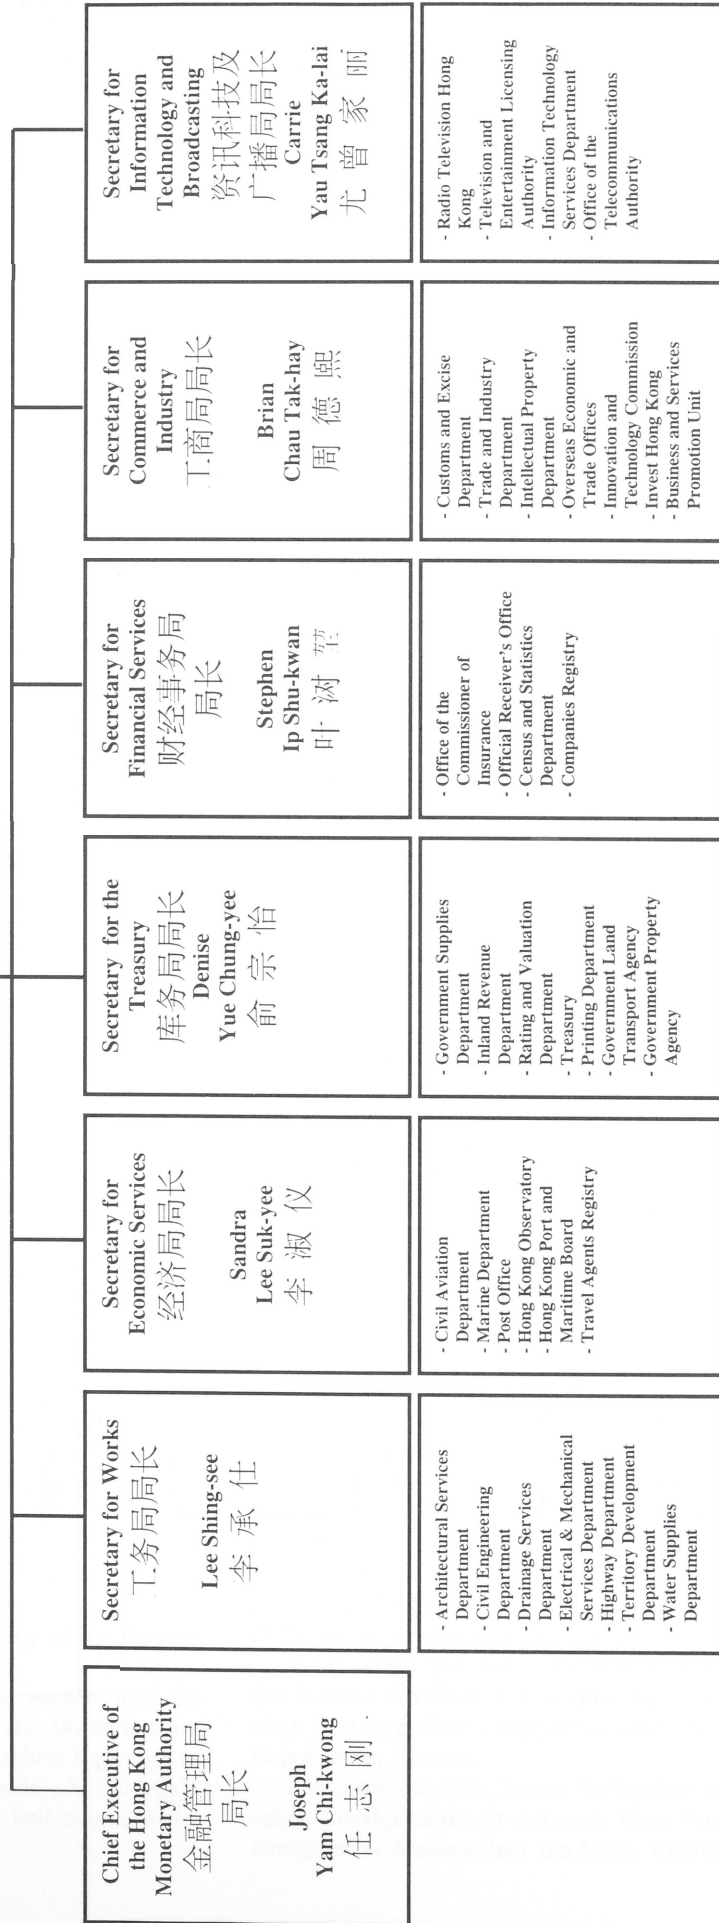 Chief Executive of
the Hong Kong
Monetary Authority
金融管理局
局长
Joseph
Yam Chi-kwong
任志刚
Secretary for Works
工务局局长
Lee Shing-see
李承仕
- Architectural Services
Department
- Civil Engineering
Department
- Drainage Services
Department
- Electrical & Mechanical
Services Department
- Highway Department
- Territory Development
Department
- Water Supplies
Department
Secretary for
Economic Services
经济局局长
Sandra
Lee Suk-yee
李淑仪
- Civil Aviation
Department
- Marine Department
- Post Office
- Hong Kong Observatory
- Hong Kong Port and
Maritime Board
- Travel Agents Registry
Secretary for the
Treasury
库务局局长
Denise
Yue Chung-yee
俞宗怡
- Government Supplies
Department
- Inland Revenue
Department
- Rating and Valuation
Department
- Treasury
- Printing Department
- Government Land
Transport Agency
- Government Property
Agency
Secretary for
Financial Services
财经事务局
局长
Stephen
Ip Shu-kwan
叶澍堃
- Office of the
Commissioner of
Insurance
- Official Receiver's Office
- Census and Statistics
Department
- Companies Registry
Secretary for
Commerce and
Industry
工商局局长
Brian
Chau Tak-hay
周德熙
- Customs and Excise
Department
- Trade and Industry
Department
- Intellectual Property
Department
- Overseas Economic and
Trade Offices
- Innovation and
Technology Commission
- Invest Hong Kong
- Business and Services
Promotion Unit
Secretary for
Information
Technology and
Broadcasting
资讯科技及
广播局局长
Carrie
Yau Tsang Ka-lai
尤曾家丽
- Radio Television Hong
Kong
- Television and
Entertainment Licensing
Authority
- Information Technology
Services Department
- Office of the
Telecommunications
Authority